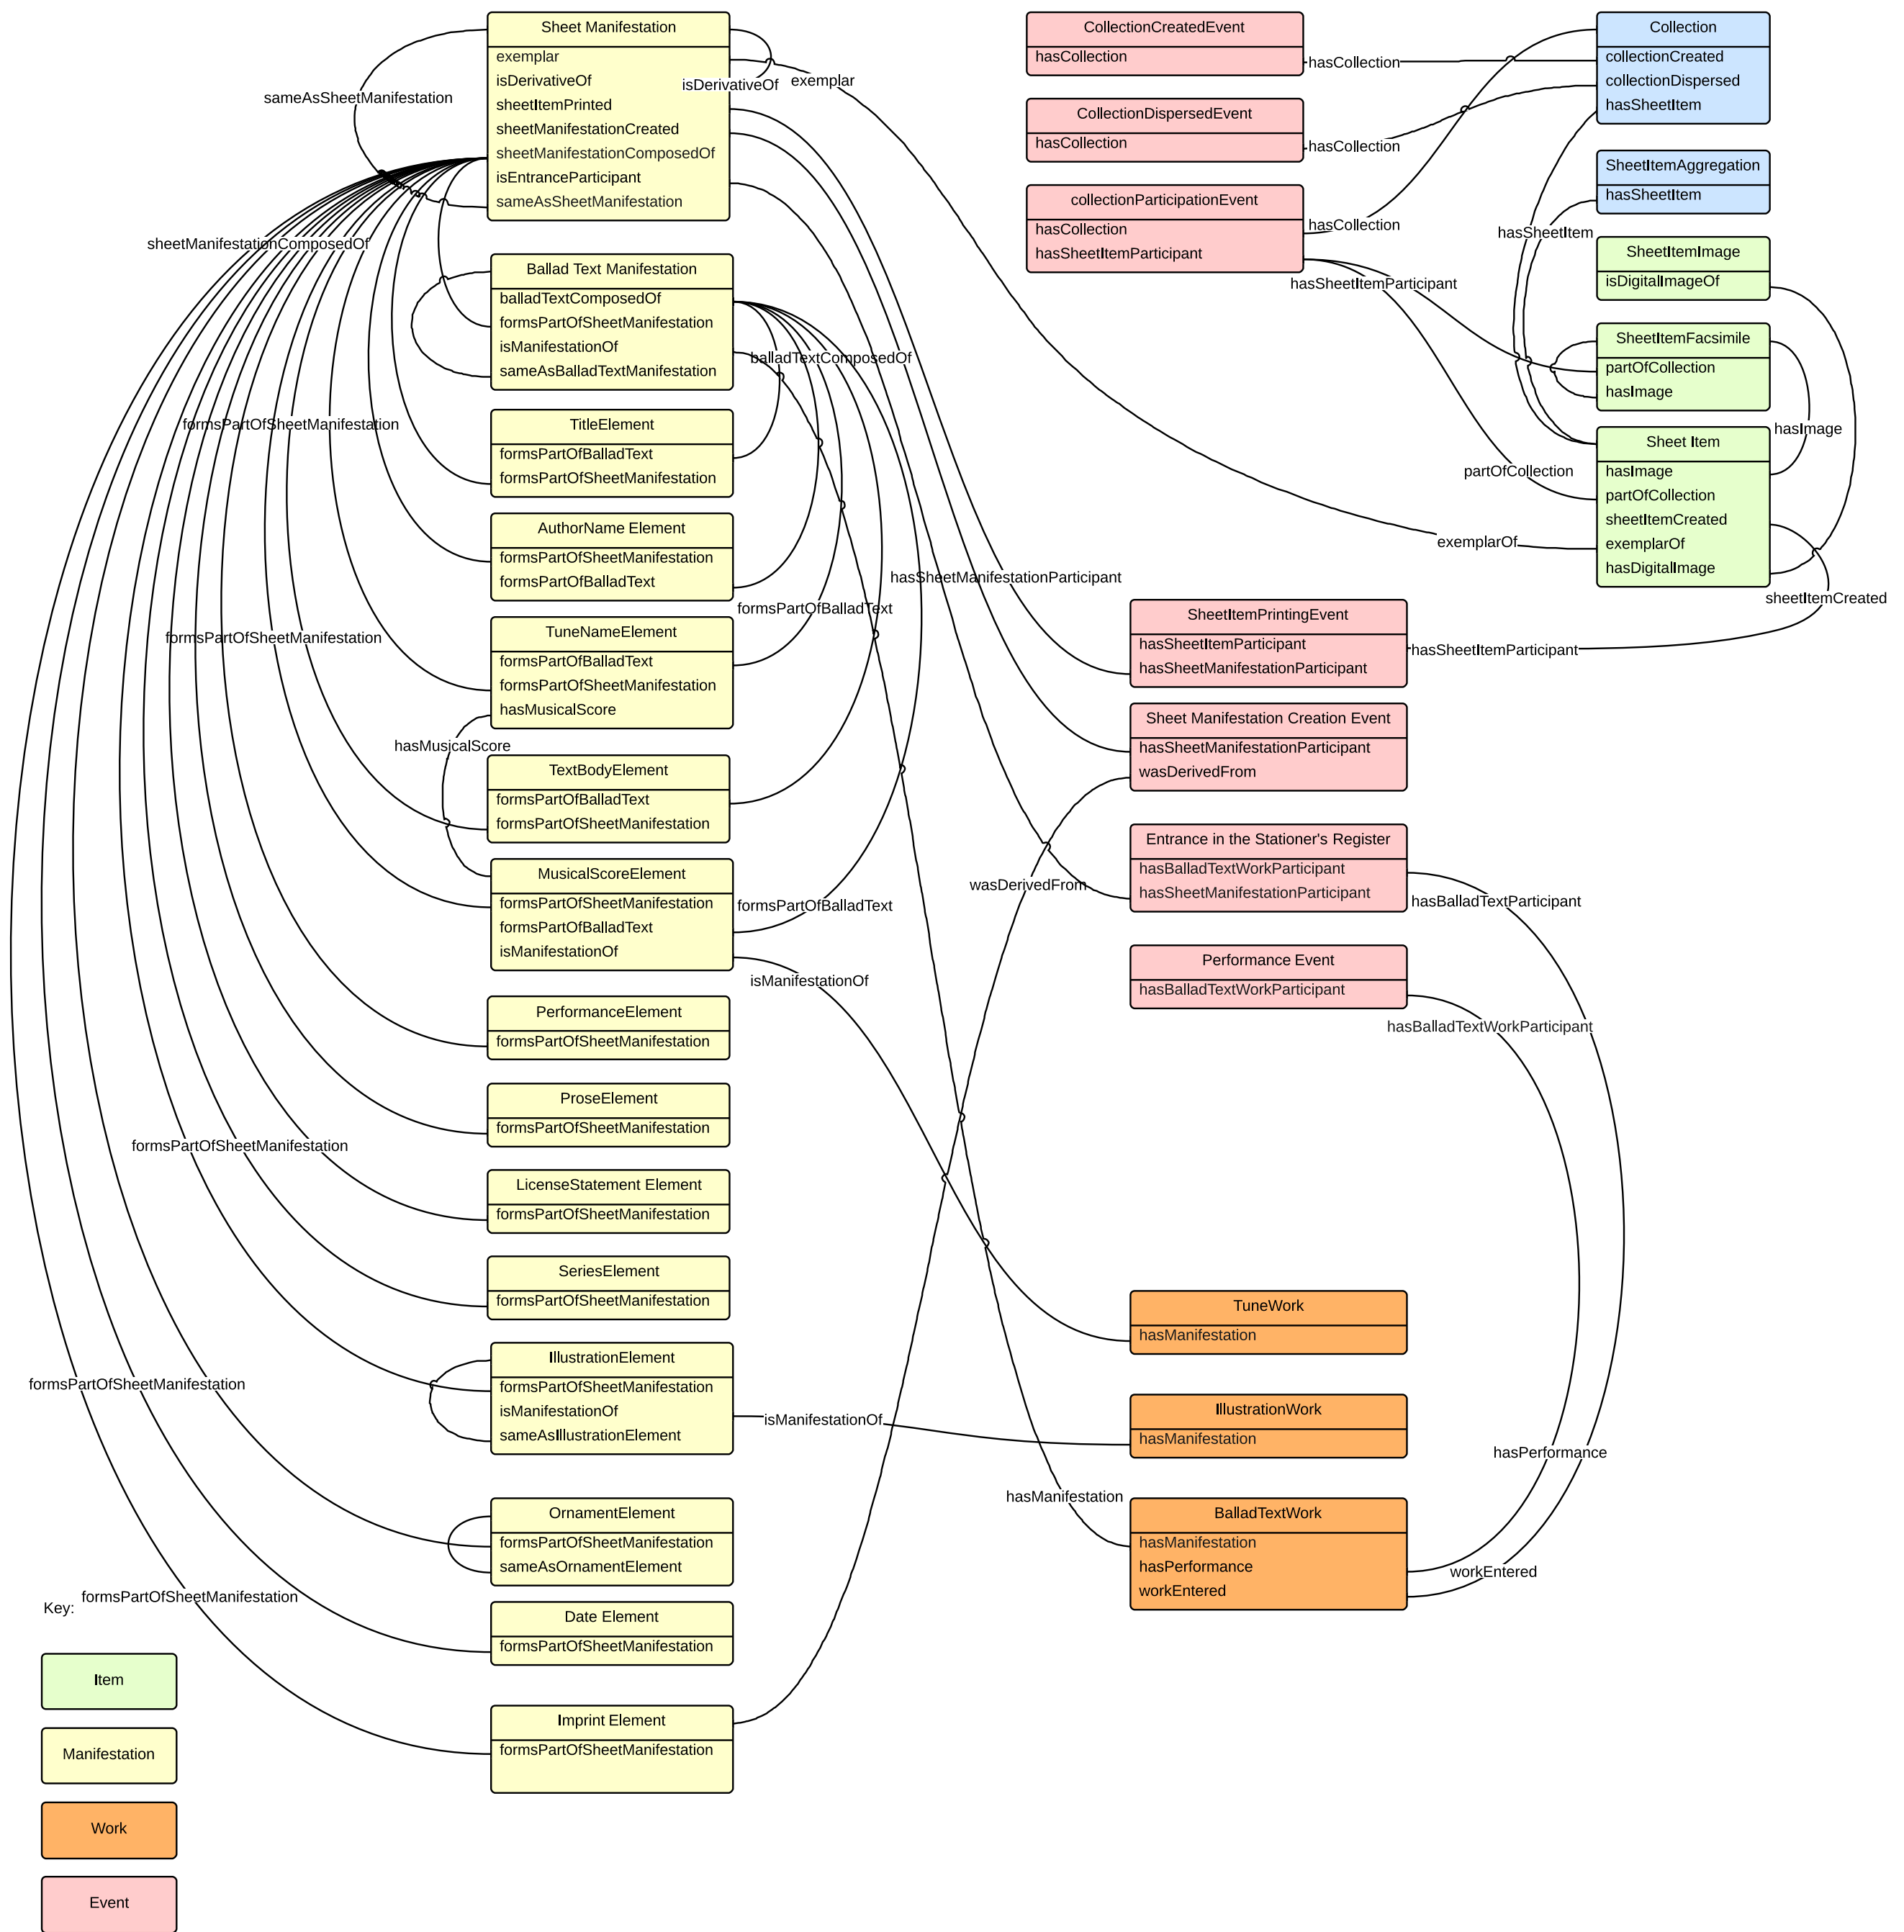 Sheet Manifestation
exemplar
isDerivativeOf
sheetItemPrinted
sheetManifestationCreated
sheetManifestationComposedOf
isEntranceParticipant
sameAsSheetManifestation
sameAsSheetManifestation
isDerivativeOf
exemplar
sheetManifestationComposedOf
Ballad Text Manifestation
balladTextComposedOf
formsPartOfSheetManifestation
isManifestationOf
sameAsBalladTextManifestation
balladTextComposedOf
TitleElement
formsPartOfBalladText
formsPartOfSheetManifestation
formsPartOfSheetManifestation
AuthorName Element
formsPartOfSheetManifestation
formsPartOfBalladText
TuneNameElement
formsPartOfBalladText
formsPartOfSheetManifestation
hasMusicalScore
formsPartOfBalladText
formsPartOfSheetManifestation
hasMusicalScore
TextBodyElement
formsPartOfBalladText
formsPartOfSheetManifestation
MusicalScoreElement
formsPartOfSheetManifestation
formsPartOfBalladText
isManifestationOf
formsPartOfBalladText
isManifestationOf
PerformanceElement
formsPartOfSheetManifestation
ProseElement
formsPartOfSheetManifestation
formsPartOfSheetManifestation
LicenseStatement Element
formsPartOfSheetManifestation
SeriesElement
formsPartOfSheetManifestation
IllustrationElement
formsPartOfSheetManifestation
isManifestationOf
sameAsIllustrationElement
formsPartOfSheetManifestation
isManifestationOf
OrnamentElement
formsPartOfSheetManifestation
sameAsOrnamentElement
formsPartOfSheetManifestation
Date Element
formsPartOfSheetManifestation
Imprint Element
formsPartOfSheetManifestation
CollectionCreatedEvent
hasCollection
hasCollection
CollectionDispersedEvent
hasCollection
hasCollection
collectionParticipationEvent
hasCollection
hasSheetItemParticipant
hasCollection
hasSheetItemParticipant
Collection
collectionCreated
collectionDispersed
hasSheetItem
SheetItemAggregation
hasSheetItem
hasSheetItem
SheetItemImage
isDigitalImageOf
SheetItemFacsimile
partOfCollection
hasImage
hasImage
Sheet Item
hasImage
partOfCollection
sheetItemCreated
exemplarOf
hasDigitalImage
partOfCollection
exemplarOf
sheetItemCreated
hasSheetManifestationParticipant
SheetItemPrintingEvent
hasSheetItemParticipant
hasSheetManifestationParticipant
hasSheetItemParticipant
Sheet Manifestation Creation Event
hasSheetManifestationParticipant
wasDerivedFrom
wasDerivedFrom
Entrance in the Stationer's Register
hasBalladTextWorkParticipant
hasSheetManifestationParticipant
hasBalladTextParticipant
Performance Event
hasBalladTextWorkParticipant
hasBalladTextWorkParticipant
TuneWork
hasManifestation
IllustrationWork
hasManifestation
hasPerformance
hasManifestation
BalladTextWork
hasManifestation
hasPerformance
workEntered
workEntered
Key:
Item
Manifestation
Work
Event